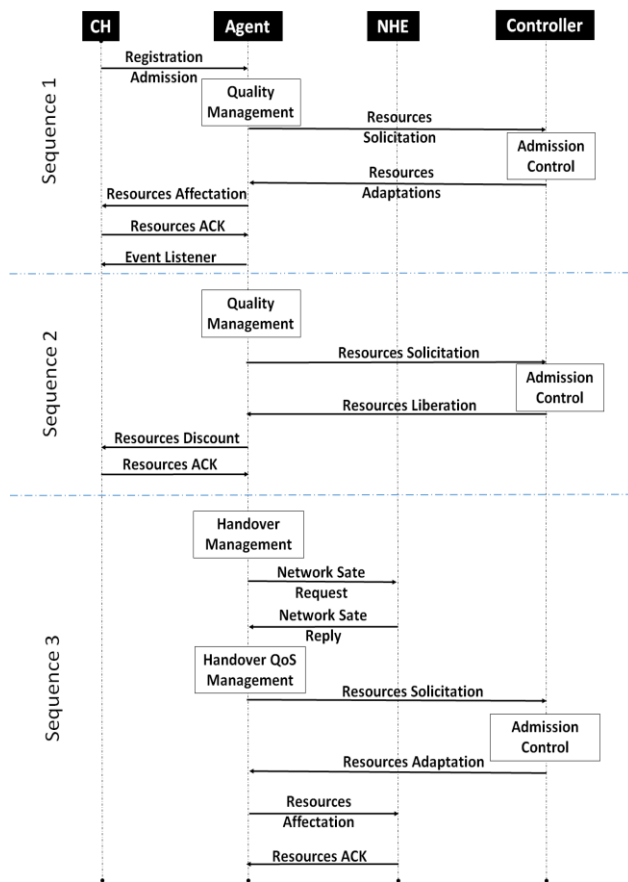 CH
Agent
NHE
Controller
Sequence 1
Registration
Admission
Quality
Management
Resources
Solicitation
Admission
Control
Resources
Adaptations
Resources Affectation
Resources ACK
Event Listener
Sequence 2
Quality
Management
Resources Solicitation
Admission
Control
Resources Liberation
Resources Discount
Resources ACK
Sequence 3
Handover
Management
Network Sate
Request
Network Sate
Reply
Handover QoS
Management
Resources Solicitation
Admission
Control
Resources Adaptation
Resources
Affectation
Resources ACK